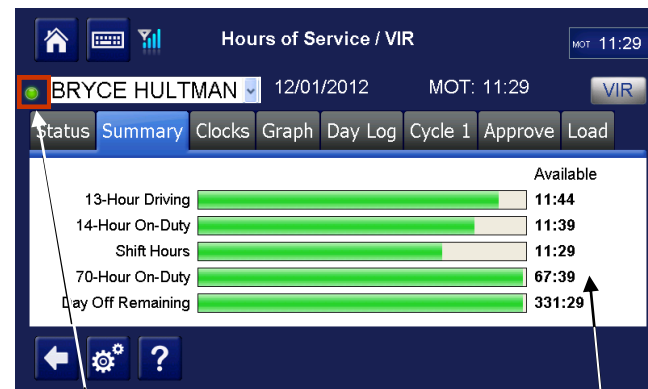 Hours of Service / VIR
MOT 11:29
BRYCE HULTMAN 12/01/2012 MOT: 11:29 VIR
Status Summary Clocks Graph Day Log Cycle 1 Approve Load
Available
13-Hour Driving 11:44
14-Hour On-Duty 11:39
Shift Hours 11:29
70-Hour On-Duty 67:39
Day Off Remaining 331:29
?